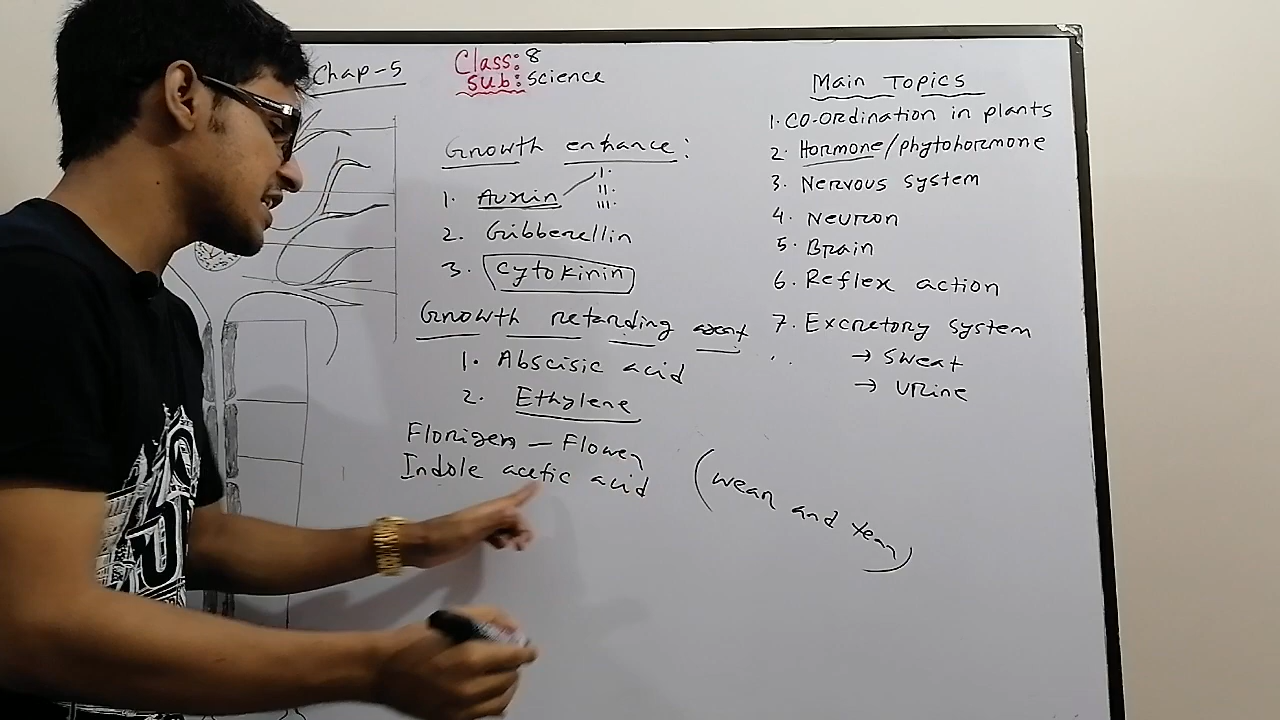 Chap-5
Class: 8
Sub: Science
Growth enhance:
1. Auxin
I.
II.
III.
2. Gibberellin
3. Cytokinin
Growth retarding agent
1. Abscisic acid
2. Ethylene
Florigen - Flower
Indole acetic acid
(wear and tear)
Main Topics
1. CO-ORdination in plants
2. Hormone/phytohormone
3. Nervous system
4. Neuron
5. Brain
6. Reflex action
7. Excretory system
→ Sweat
→ Urine